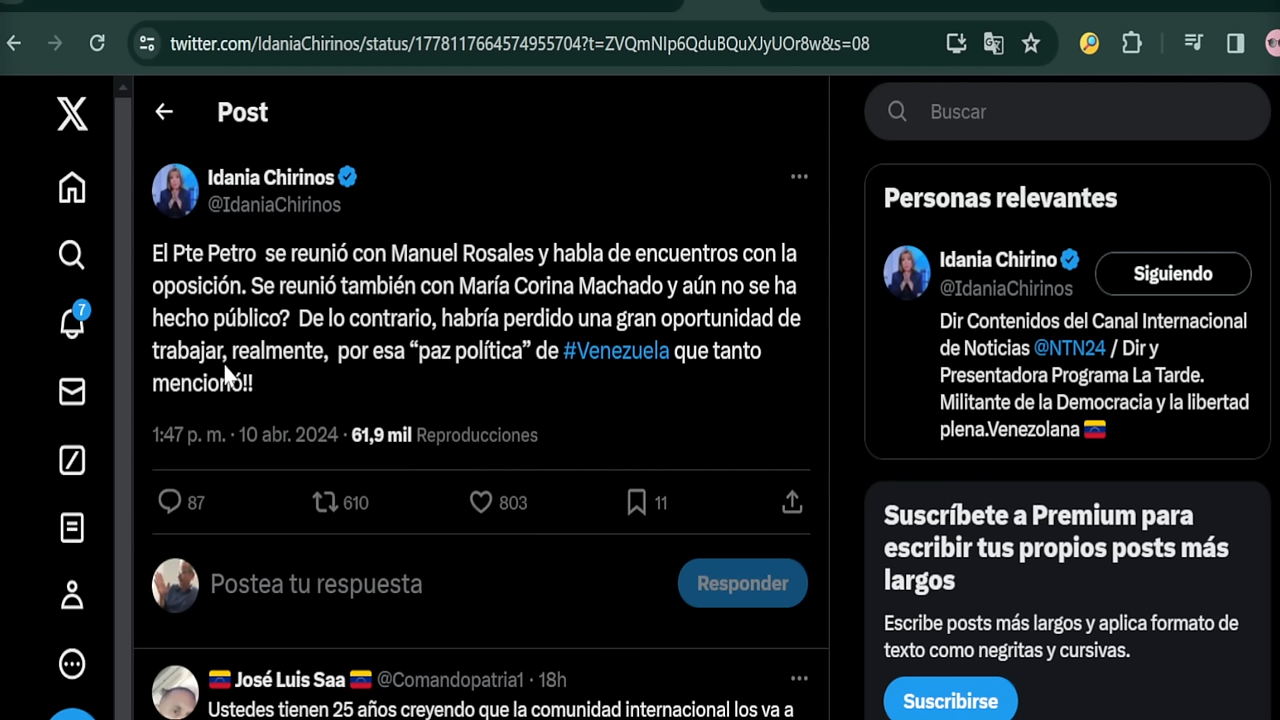 twitter.com/IdaniaChirinos/status/1778117664574955704?t=ZVQmNIp6QduBQuXJyUOr8w&s=08
Post
Idania Chirinos
@IdaniaChirinos
El Pte Petro  se reunió con Manuel Rosales y habla de encuentros con la
oposición. Se reunió también con María Corina Machado y aún no se ha
hecho público?  De lo contrario, habría perdido una gran oportunidad de
trabajar, realmente,  por esa “paz política” de #Venezuela que tanto
mencionó!!
1:47 p. m. · 10 abr. 2024 · 61,9 mil Reproducciones
87 610 803 11
Postea tu respuesta
Responder
José Luis Saa @Comandopatria1 · 18h
Ustedes tienen 25 años creyendo que la comunidad internacional los va a
7
Buscar
Personas relevantes
Idania Chirino
@IdaniaChirinos
Siguiendo
Dir Contenidos del Canal Internacional
de Noticias @NTN24 / Dir y
Presentadora Programa La Tarde.
Militante de la Democracia y la libertad
plena.Venezolana
Suscríbete a Premium para
escribir tus propios posts más
largos
Escribe posts más largos y aplica formato de
texto como negritas y cursivas.
Suscribirse